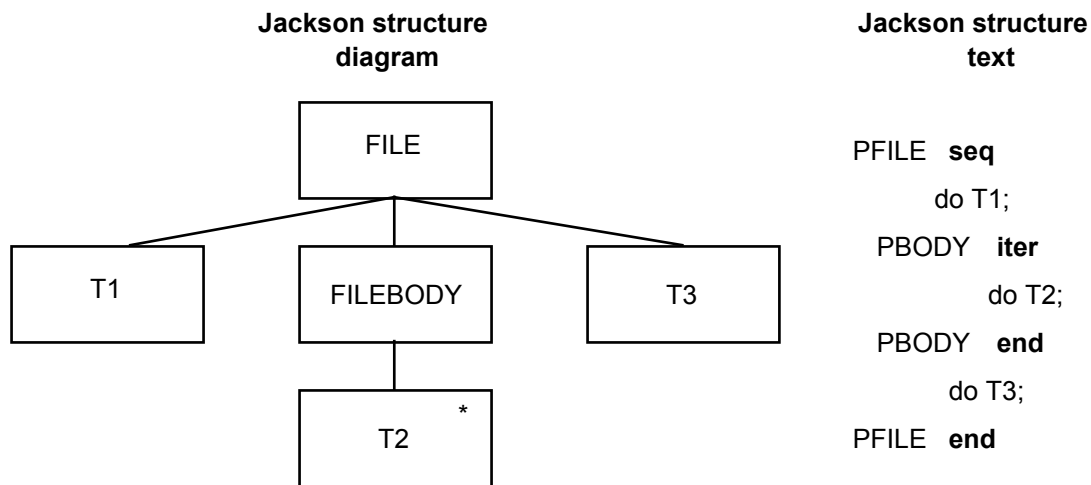 Jackson structure
diagram
FILE
T1
FILEBODY
T3
*
T2
Jackson structure
text
PFILE seq
do T1;
PBODY iter
do T2;
PBODY end
do T3;
PFILE end